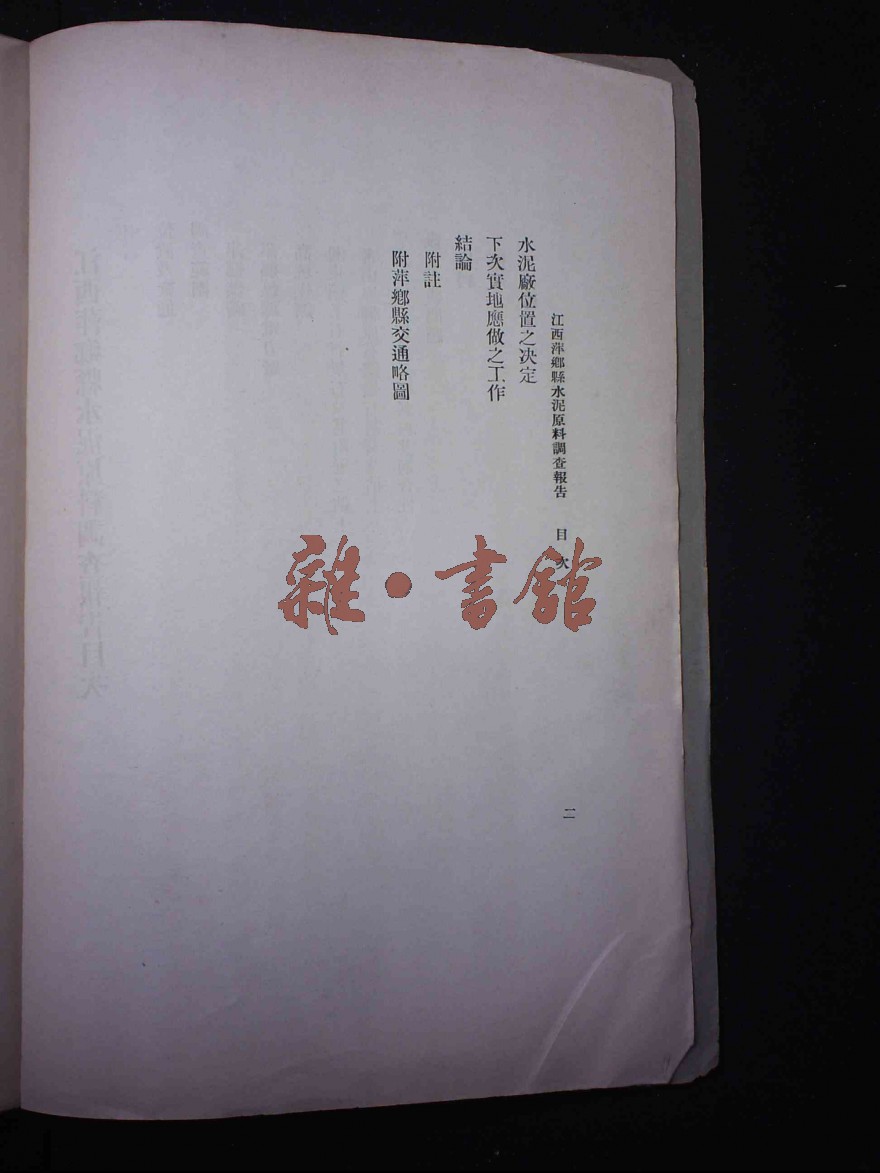 江西萍鄉縣水泥原料調查報告 目次 二
水泥廠位置之决定
下次實地應做之工作
結論
附註
附萍鄉縣交通略圖
雜·書館